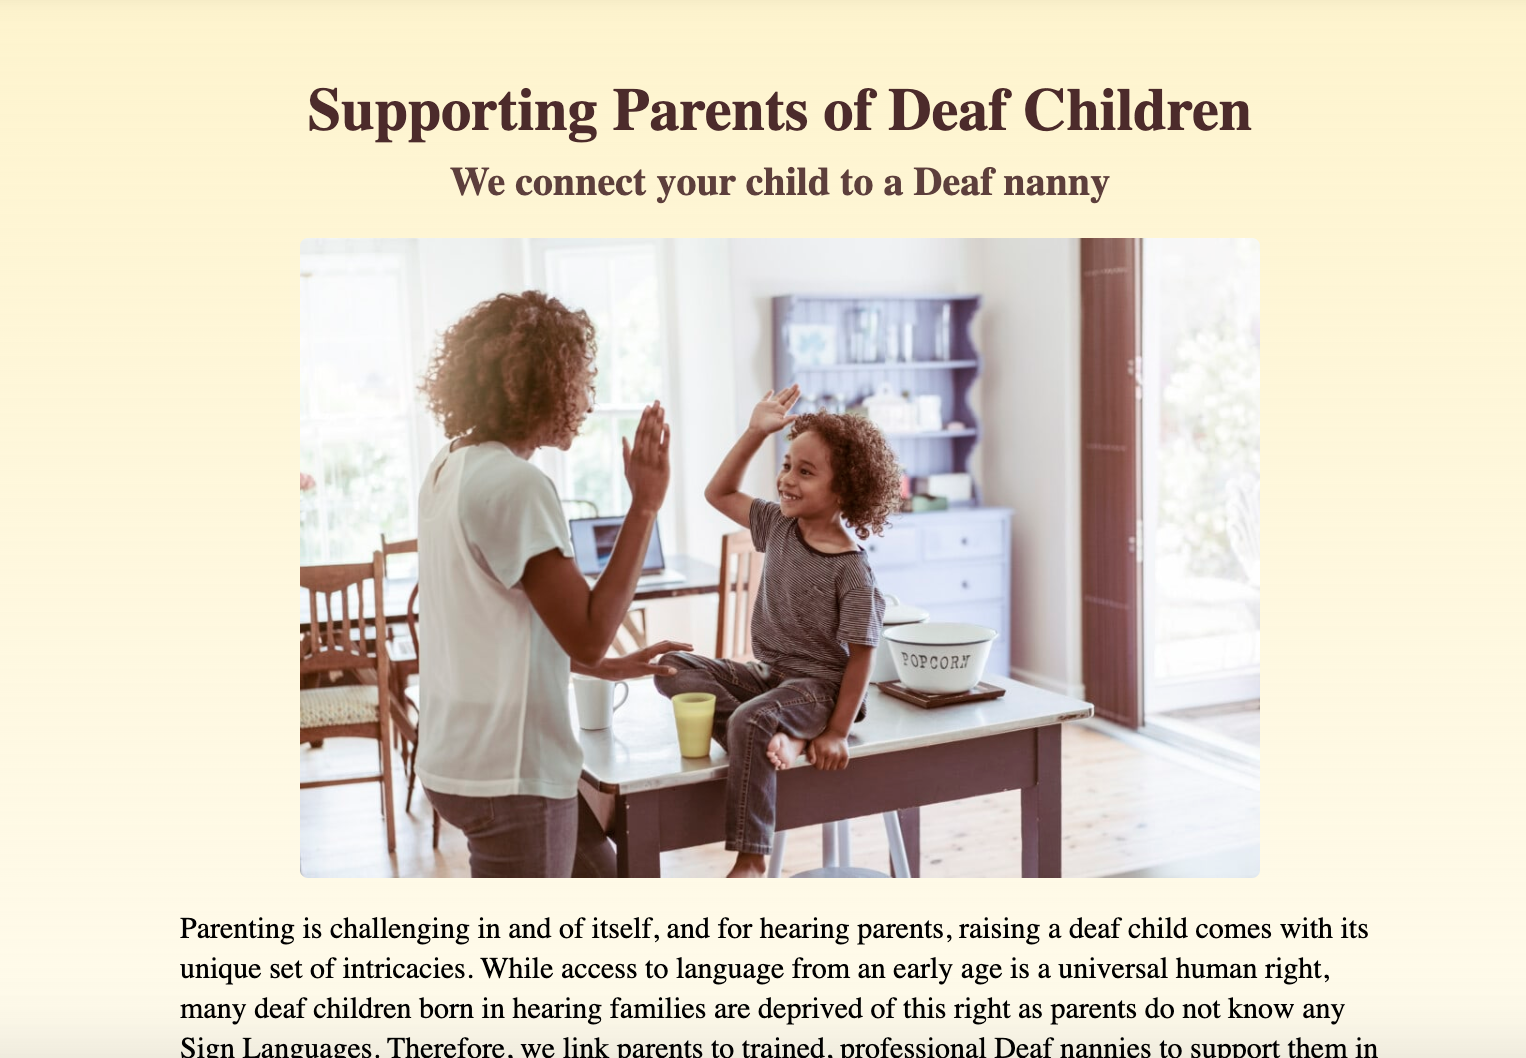 Supporting Parents of Deaf Children
We connect your child to a Deaf nanny
POPCORN
Parenting is challenging in and of itself, and for hearing parents, raising a deaf child comes with its
unique set of intricacies. While access to language from an early age is a universal human right,
many deaf children born in hearing families are deprived of this right as parents do not know any
Sign Languages. Therefore, we link parents to trained, professional Deaf nannies to support them in